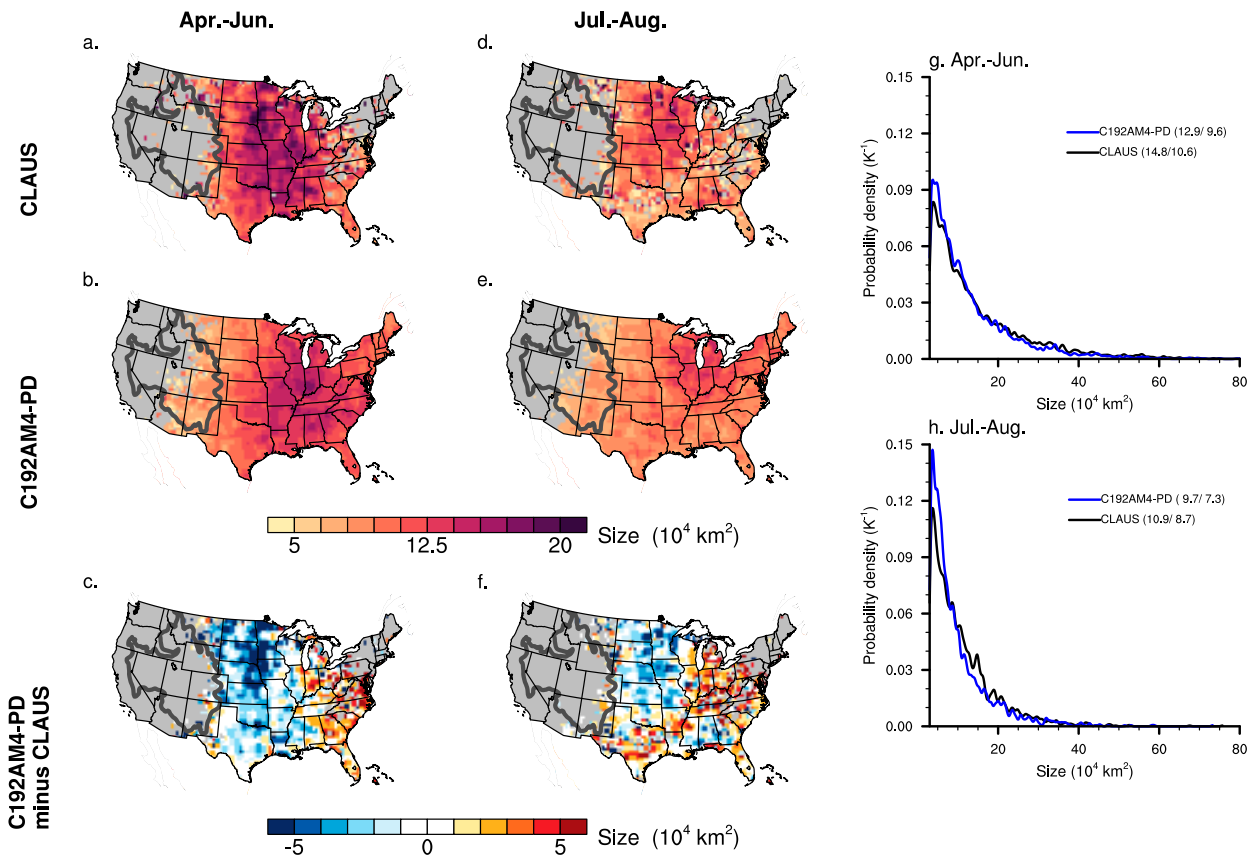 Apr.-Jun.
Jul.-Aug.
CLAUS
C192AM4-PD
C192AM4-PD
minus CLAUS
a.
d.
b.
e.
5
12.5
20
Size (10⁴ km²)
c.
f.
-5
0
5
Size (10⁴ km²)
g. Apr.-Jun.
0.15
0.12
0.09
0.06
0.03
0.00
Probability density (K⁻¹)
C192AM4-PD (12.9/ 9.6)
CLAUS (14.8/10.6)
20
40
60
80
Size (10⁴ km²)
h. Jul.-Aug.
0.15
0.12
0.09
0.06
0.03
0.00
Probability density (K⁻¹)
C192AM4-PD ( 9.7/ 7.3)
CLAUS (10.9/ 8.7)
20
40
60
80
Size (10⁴ km²)